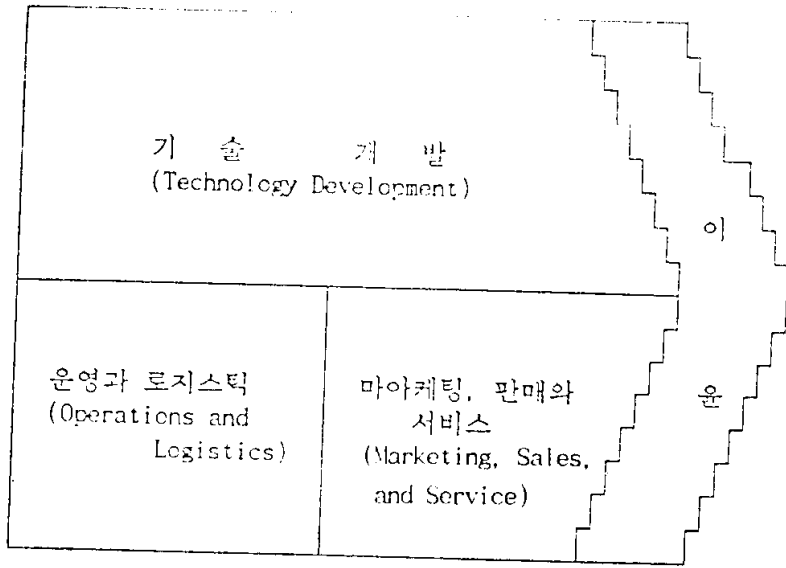 기 술 개 발
(Technology Development)
이
운영과 로지스틱
(Operations and
Logistics)
마아케팅, 판매와
서비스
(Marketing, Sales,
and Service)
윤